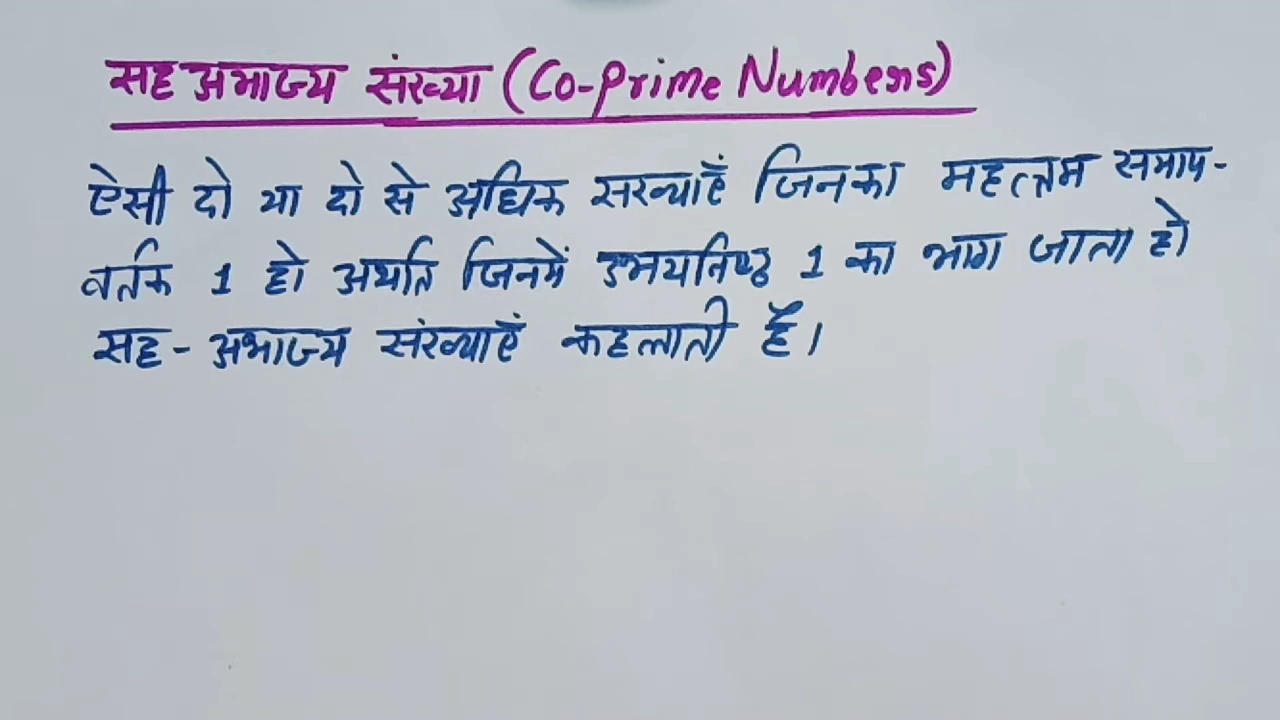 सह अभाज्य संख्या (Co-Prime Numbers)
ऐसी दो या दो से अधिक सख्याएँ जिनका महत्तम समाप-
वर्तक 1 हो अर्थात जिनमें उभयनिष्ठ 1 का भाग जाता हो
सह - अभाज्य संख्याएँ कहलाती हैं।